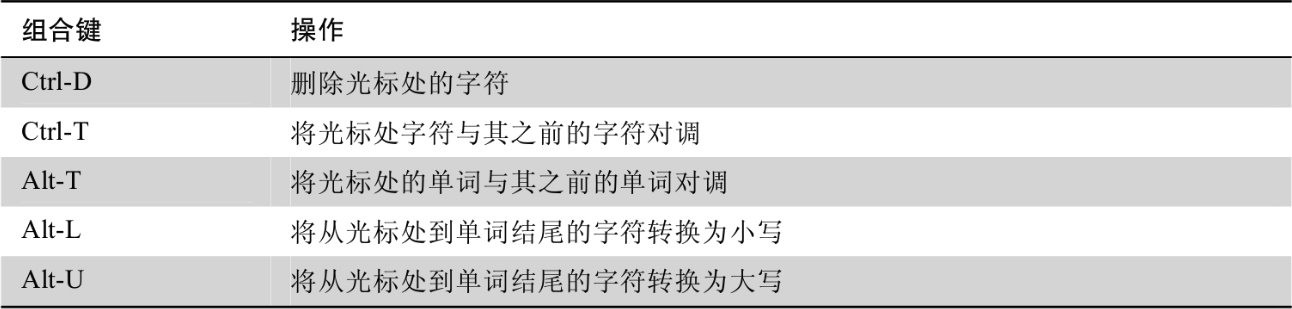 组合键 操作
Ctrl-D 删除光标处的字符
Ctrl-T 将光标处字符与其之前的字符对调
Alt-T 将光标处的单词与其之前的单词对调
Alt-L 将从光标处到单词结尾的字符转换为小写
Alt-U 将从光标处到单词结尾的字符转换为大写